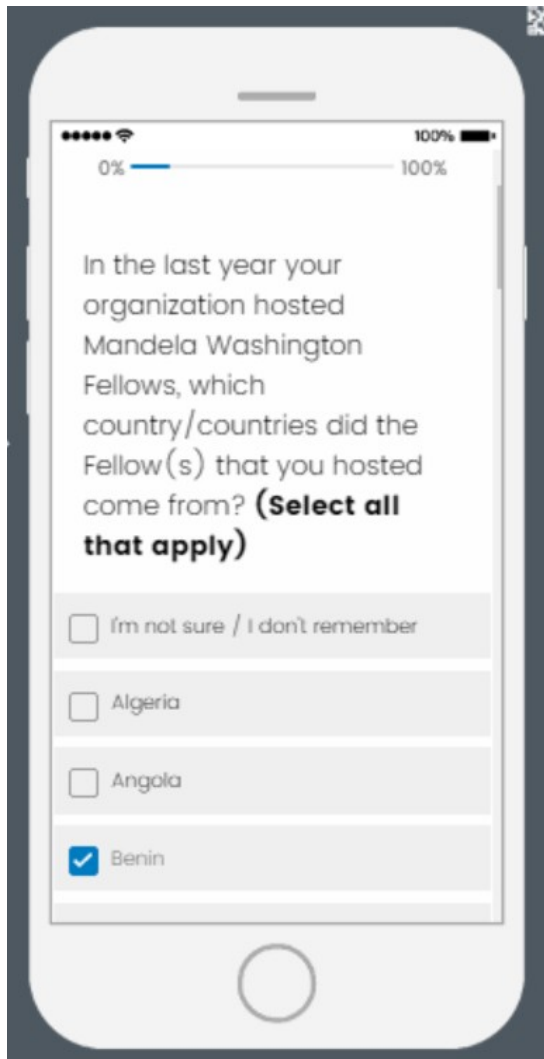 100%
0% 100%
In the last year your
organization hosted
Mandela Washington
Fellows, which
country/countries did the
Fellow(s) that you hosted
come from? (Select all
that apply)
I'm not sure / I don't remember
Algeria
Angola
Benin